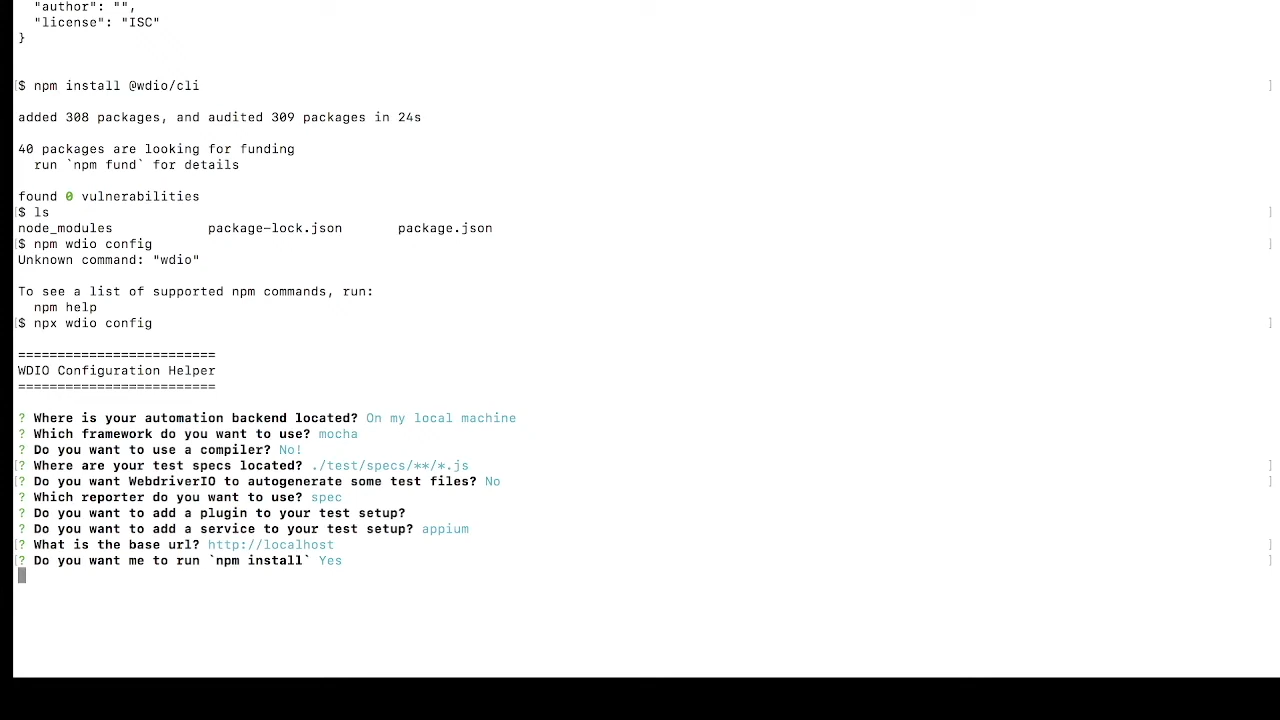 "author": "",
"license": "ISC"
}
[$ npm install @wdio/cli ]
added 308 packages, and audited 309 packages in 24s
40 packages are looking for funding
run `npm fund` for details
found 0 vulnerabilities
[$ ls ]
node_modules package-lock.json package.json
[$ npm wdio config ]
Unknown command: "wdio"
To see a list of supported npm commands, run:
npm help
[$ npx wdio config ]
=========================
WDIO Configuration Helper
=========================
? Where is your automation backend located? On my local machine
? Which framework do you want to use? mocha
? Do you want to use a compiler? No!
[? Where are your test specs located? ./test/specs/**/*.js ]
[? Do you want WebdriverIO to autogenerate some test files? No ]
? Which reporter do you want to use? spec
? Do you want to add a plugin to your test setup?
? Do you want to add a service to your test setup? appium
[? What is the base url? http://localhost ]
[? Do you want me to run `npm install` Yes ]